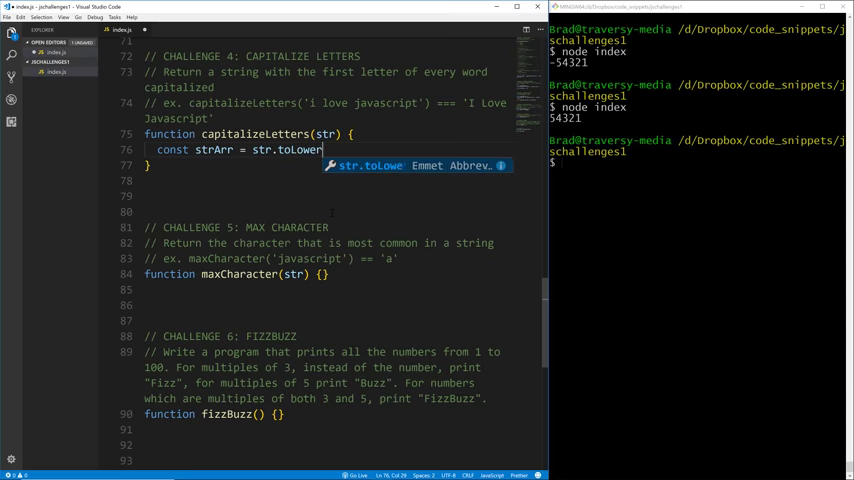 index.js - Visual Studio Code
File Edit Selection View Go Debug Tasks Help
EXPLORER
OPEN EDITORS 1 UNSAVED
index.js
JSCHALLENGES1
index.js
index.js
71
72 // CHALLENGE 4: CAPITALIZE LETTERS
73 // Return a string with the first letter of every word
capitalized
74 // ex. capitalizeLetters('i love javascript') === 'I Love
Javascript'
75 function capitalizeLetters(str) {
76 const strArr = str.toLower
77 }
str.toLowe Emmet Abbrev…
78
79
80
81 // CHALLENGE 5: MAX CHARACTER
82 // Return the character that is most common in a string
83 // ex. maxCharacter('javascript') == 'a'
84 function maxCharacter(str) {}
85
86
87
88 // CHALLENGE 6: FIZZBUZZ
89 // Write a program that prints all the numbers from 1 to
100. For multiples of 3, instead of the number, print
"Fizz", for multiples of 5 print "Buzz". For numbers
which are multiples of both 3 and 5, print "FizzBuzz".
90 function fizzBuzz() {}
91
92
93
0 0
Go Live Ln 76, Col 29 Spaces: 2 UTF-8 CRLF JavaScript Prettier
MINGW64:/d/Dropbox/code_snippets/jschallenges1
Brad@traversy-media /d/Dropbox/code_snippets/j
schallenges1
$ node index
-54321
Brad@traversy-media /d/Dropbox/code_snippets/j
schallenges1
$ node index
54321
Brad@traversy-media /d/Dropbox/code_snippets/j
schallenges1
$